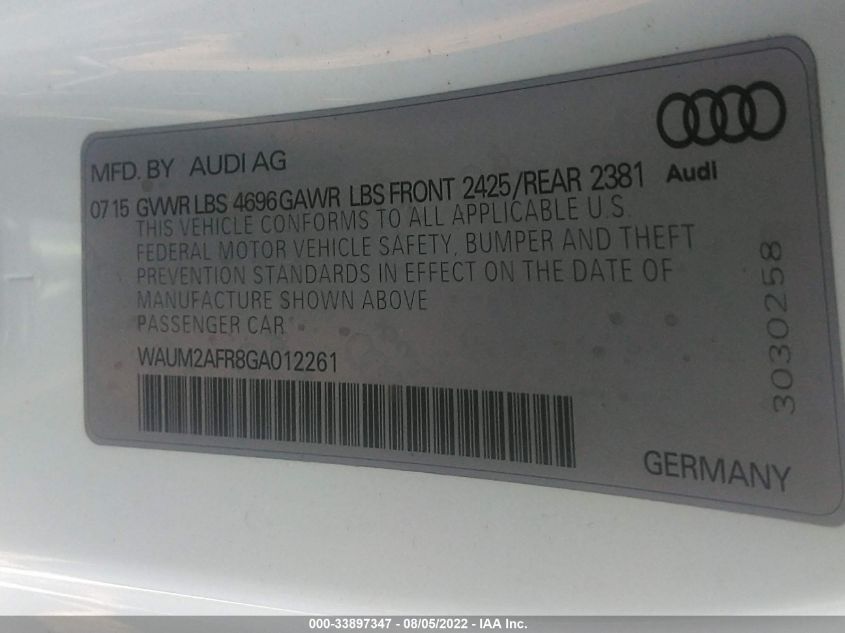 MFD. BY AUDI AG
Audi
07 15 GVWR LBS 4696 GAWR LBS FRONT 2425/REAR 2381
THIS VEHICLE CONFORMS TO ALL APPLICABLE U.S.
FEDERAL MOTOR VEHICLE SAFETY, BUMPER AND THEFT
PREVENTION STANDARDS IN EFFECT ON THE DATE OF
MANUFACTURE SHOWN ABOVE
PASSENGER CAR
WAUM2AFR8GA012261
3030258
GERMANY
000-33897347 - 08/05/2022 - IAA Inc.